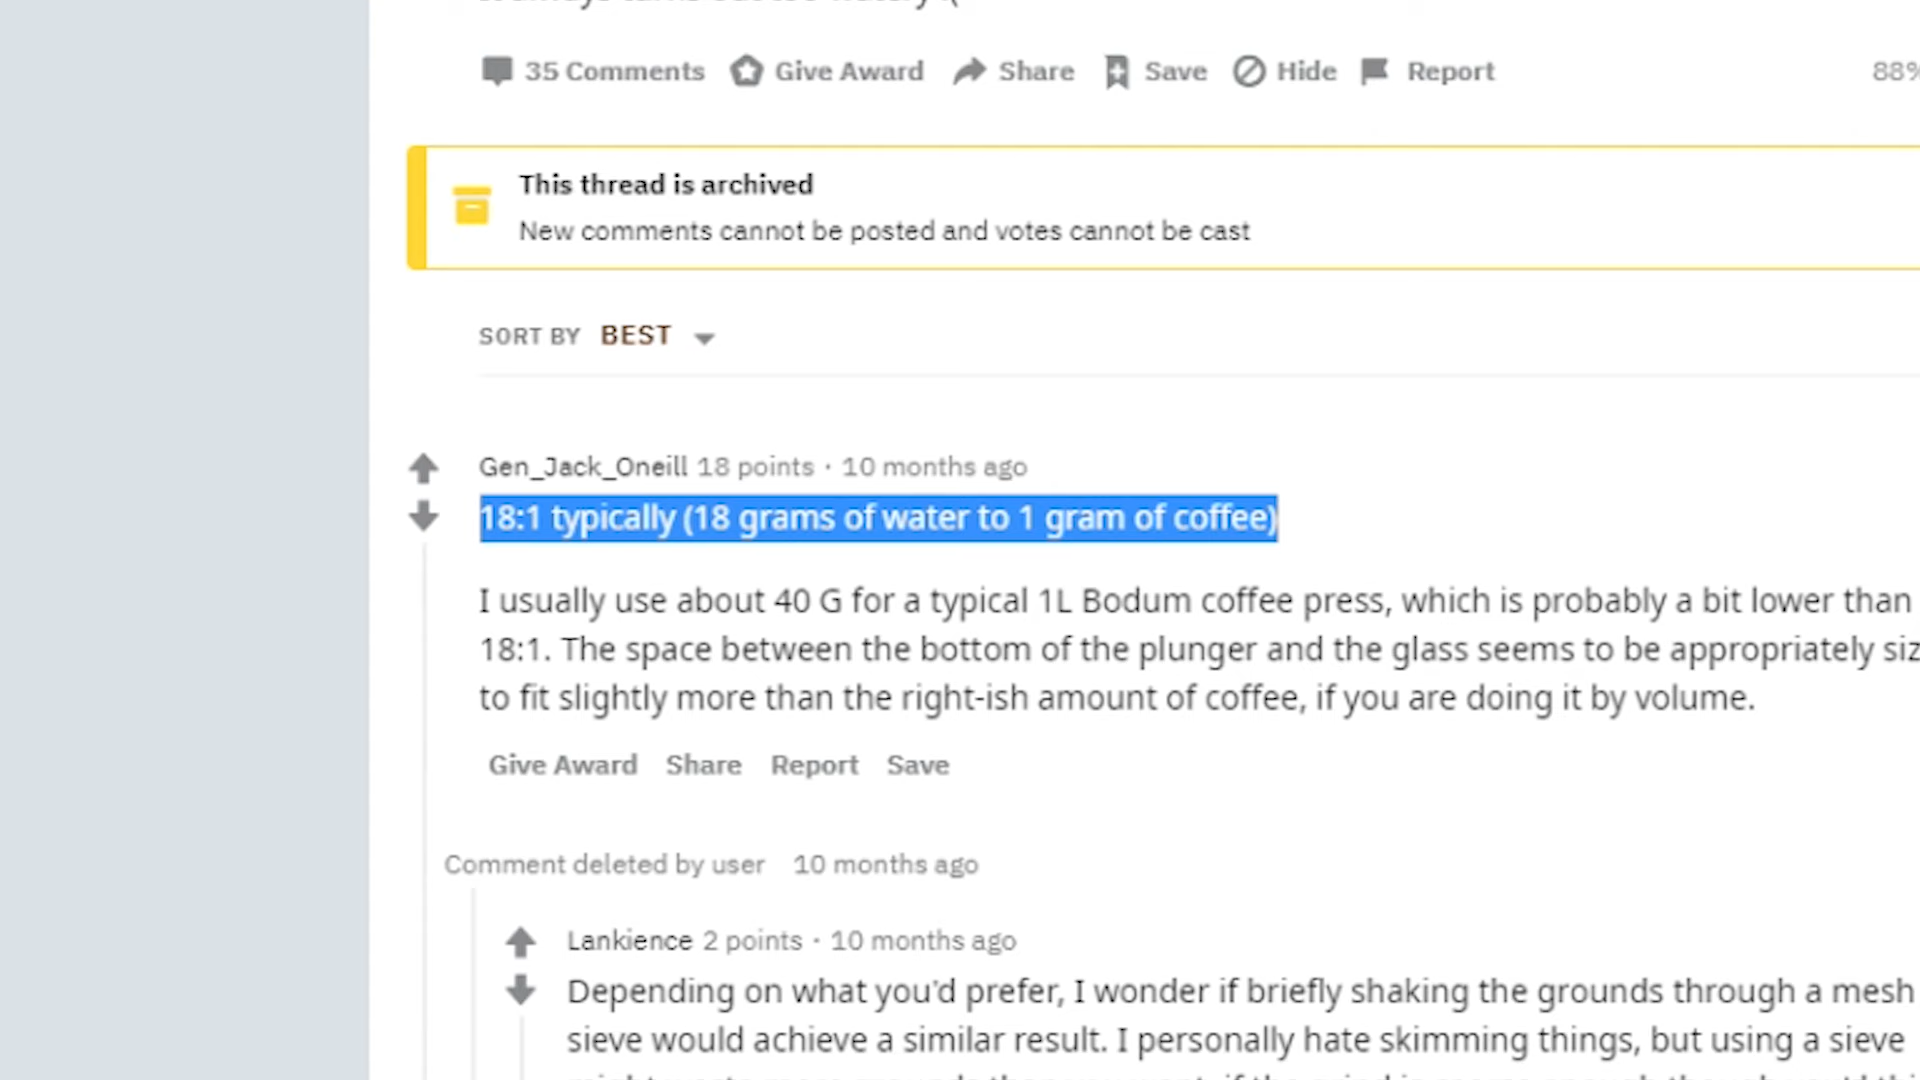 35 Comments Give Award Share Save Hide Report 88%
This thread is archived
New comments cannot be posted and votes cannot be cast
SORT BY BEST
Gen_Jack_Oneill 18 points · 10 months ago
18:1 typically (18 grams of water to 1 gram of coffee)
I usually use about 40 G for a typical 1L Bodum coffee press, which is probably a bit lower than
18:1. The space between the bottom of the plunger and the glass seems to be appropriately siz
to fit slightly more than the right-ish amount of coffee, if you are doing it by volume.
Give Award Share Report Save
Comment deleted by user 10 months ago
Lankience 2 points · 10 months ago
Depending on what you'd prefer, I wonder if briefly shaking the grounds through a mesh
sieve would achieve a similar result. I personally hate skimming things, but using a sieve